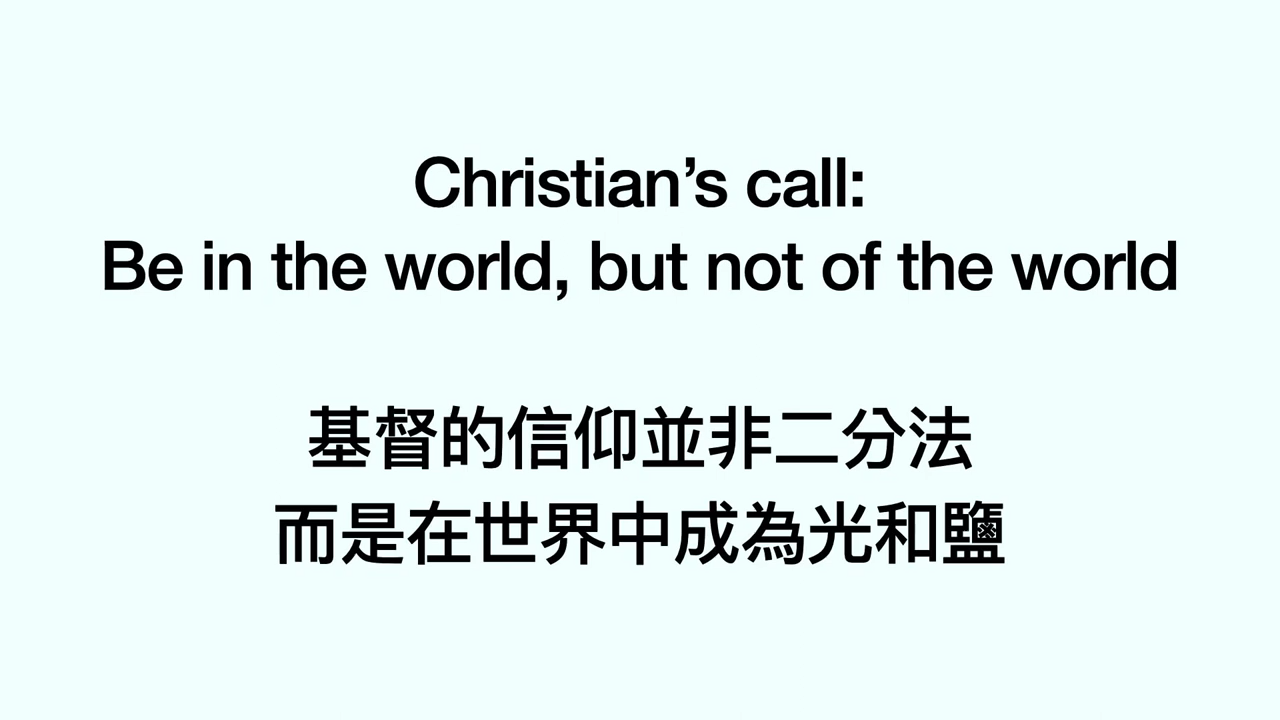 Christian’s call:
Be in the world, but not of the world
基督的信仰並非二分法
而是在世界中成為光和鹽